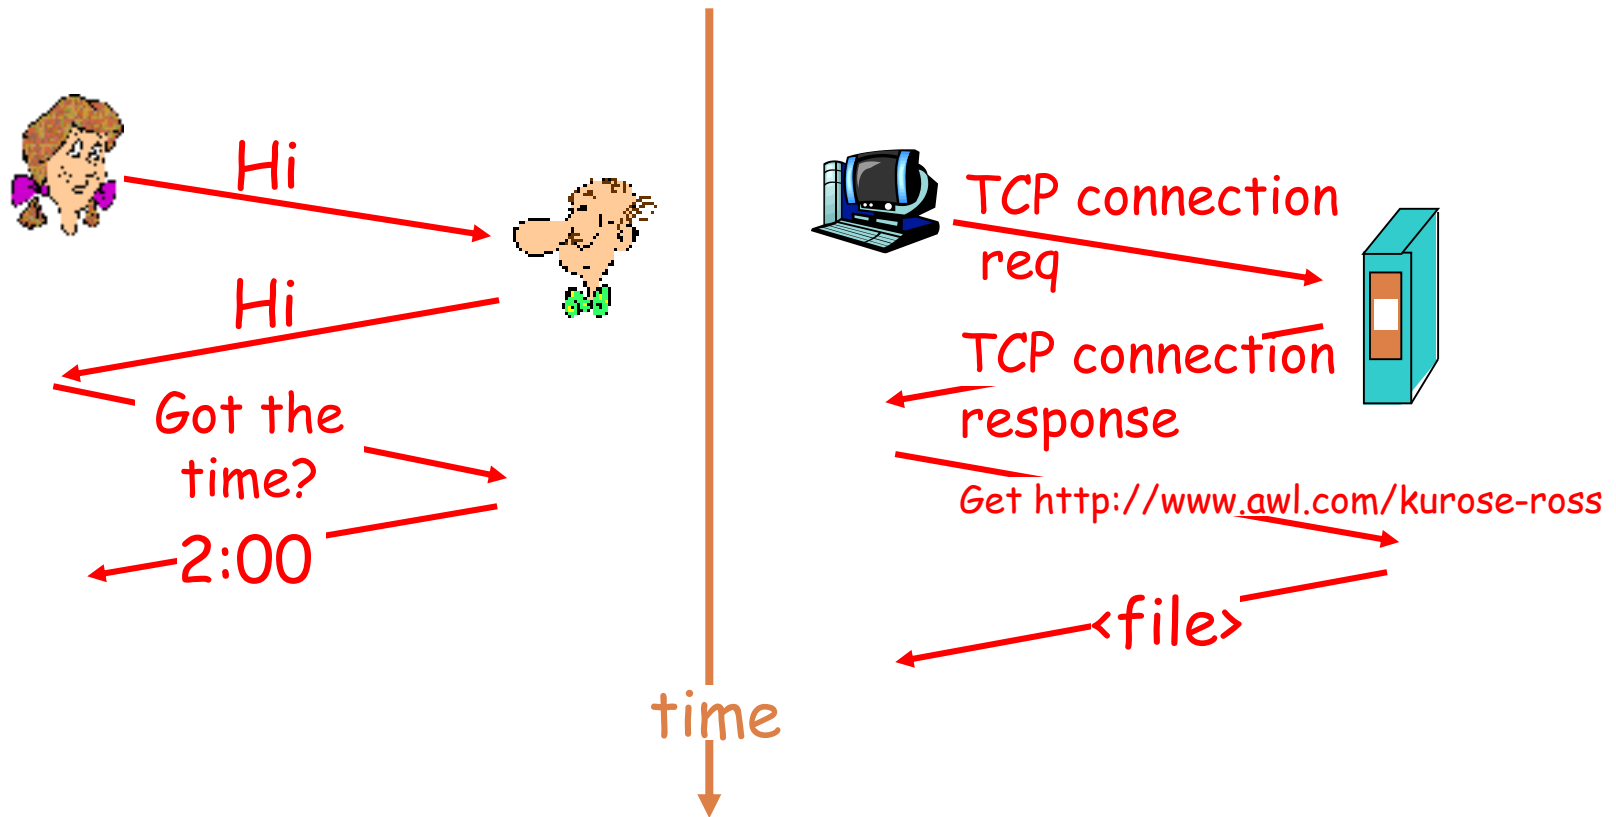 Hi
Hi
Got the
time?
2:00
TCP connection
req
TCP connection
response
Get http://www.awl.com/kurose-ross
<file>
time